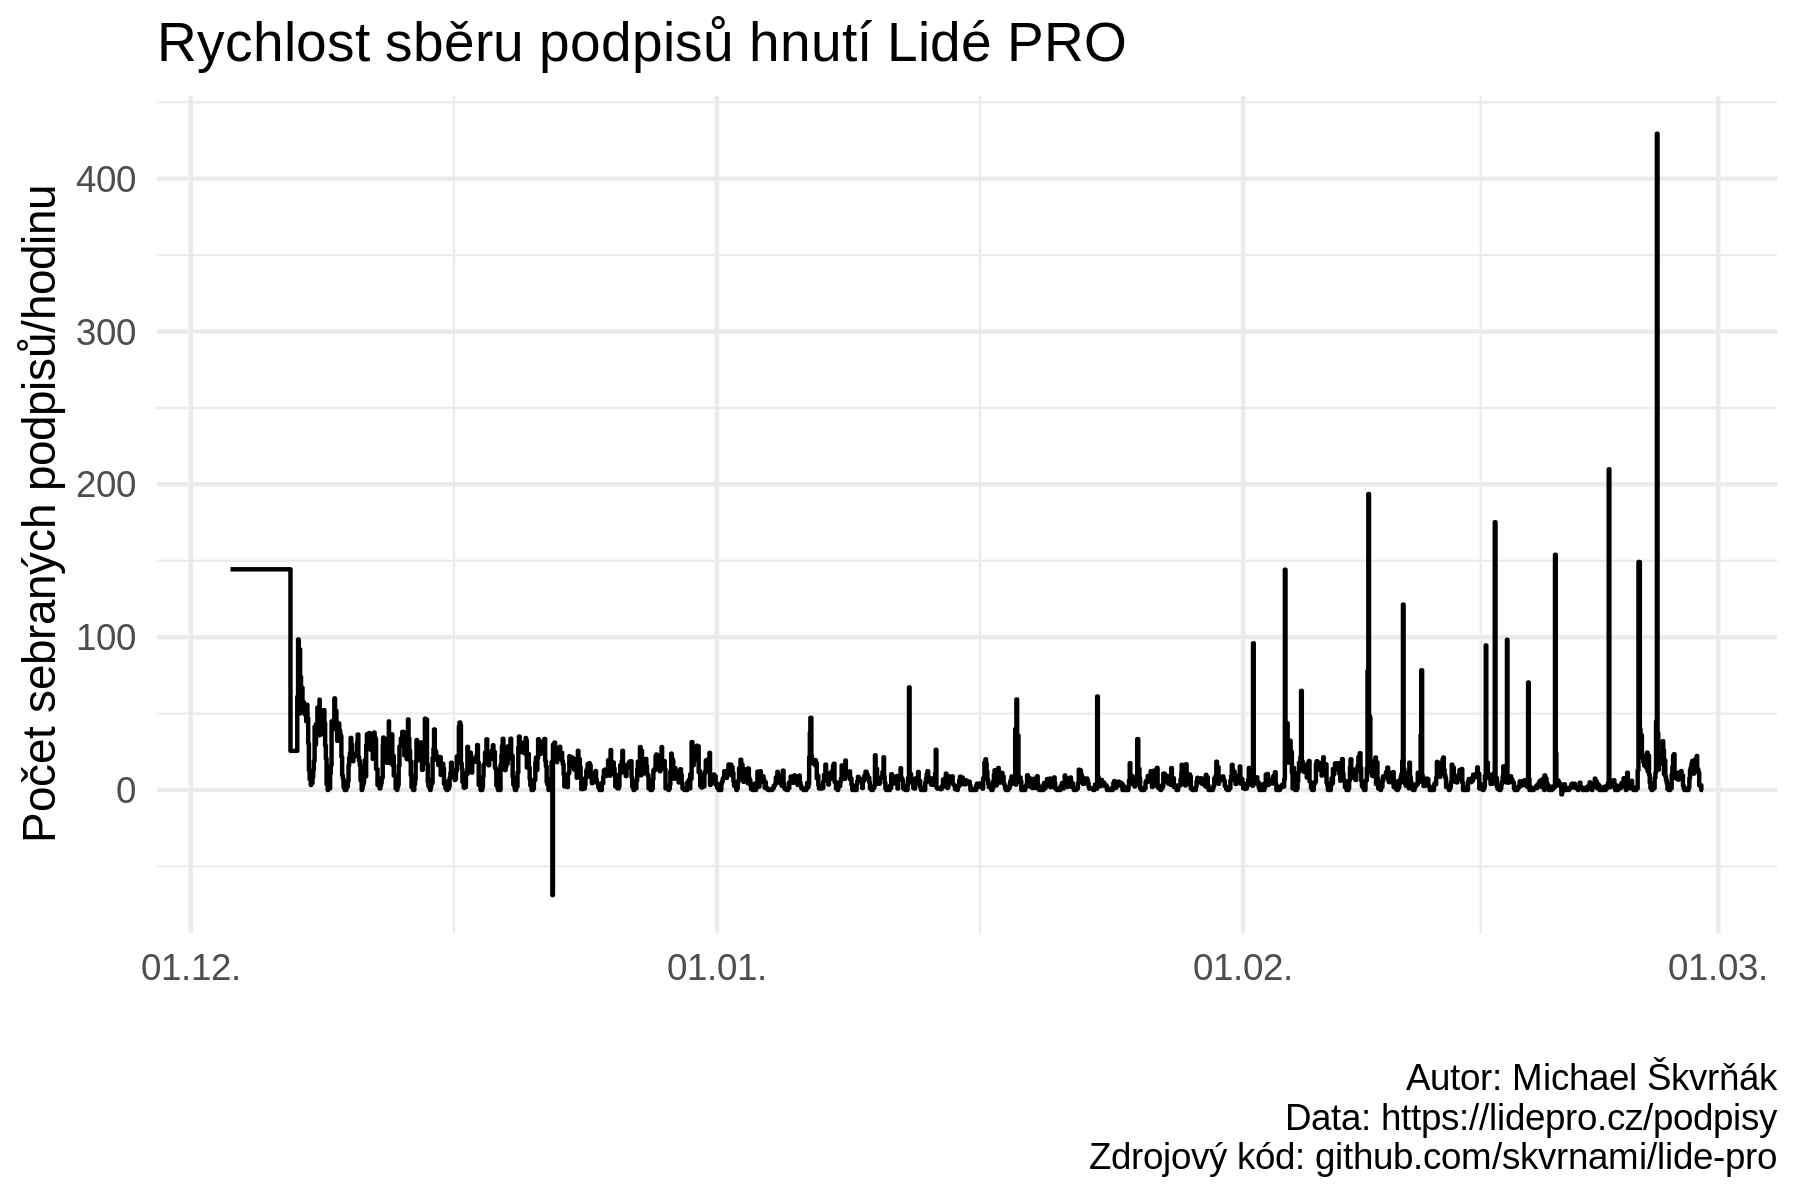 Rychlost sběru podpisů hnutí Lidé PRO
Počet sebraných podpisů/hodinu
400
300
200
100
0
01.12.
01.01.
01.02.
01.03.
Autor: Michael Škvrňák
Data: https://lidepro.cz/podpisy
Zdrojový kód: github.com/skvrnami/lide-pro